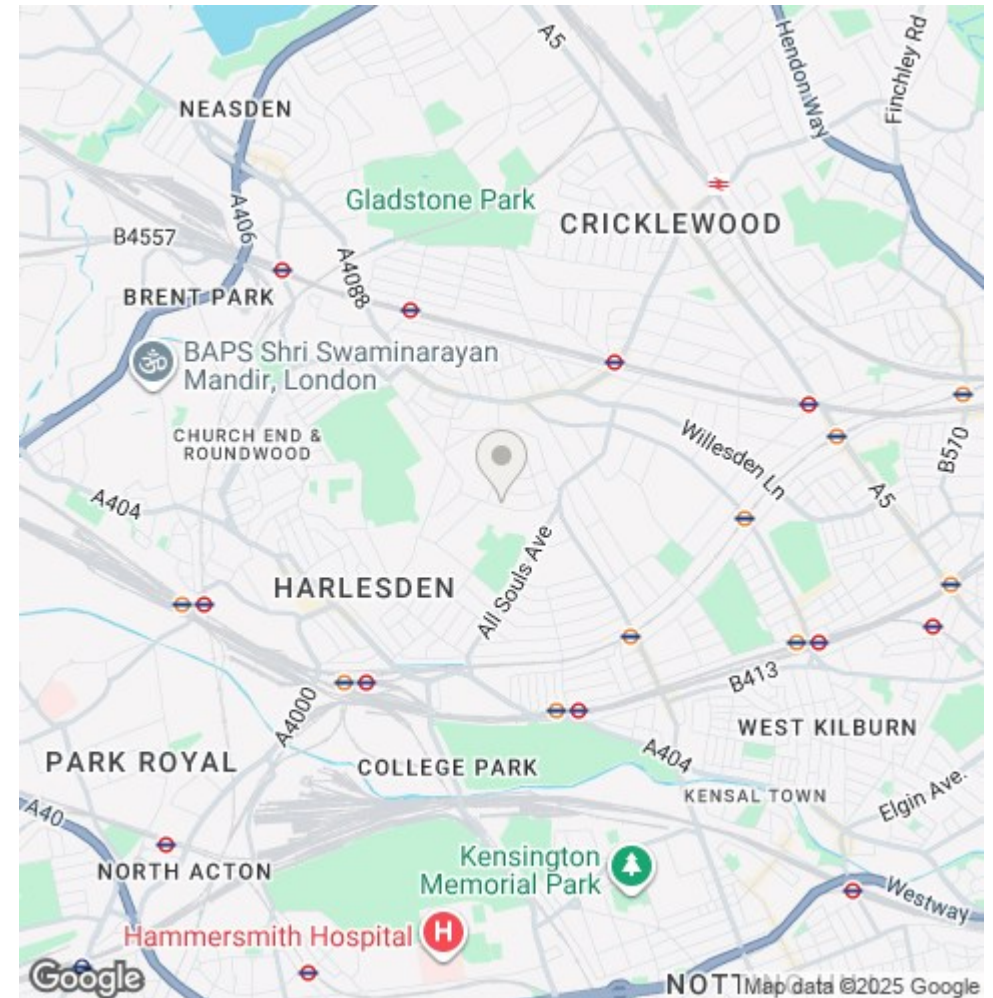 A5
Hendon Way
Finchley Rd
NEASDEN
Gladstone Park
CRICKLEWOOD
A406
B4557
A4088
BRENT PARK
BAPS Shri Swaminarayan
Mandir, London
CHURCH END &
ROUNDWOOD
Willesden Ln
B570
A404
A5
All Souls Ave
HARLESDEN
B413
A4000
WEST KILBURN
A404
PARK ROYAL
COLLEGE PARK
KENSAL TOWN
Elgin Ave.
A40
Kensington
Memorial Park
NORTH ACTON
Westway
Hammersmith Hospital
H
Google
Map data ©2025 Google